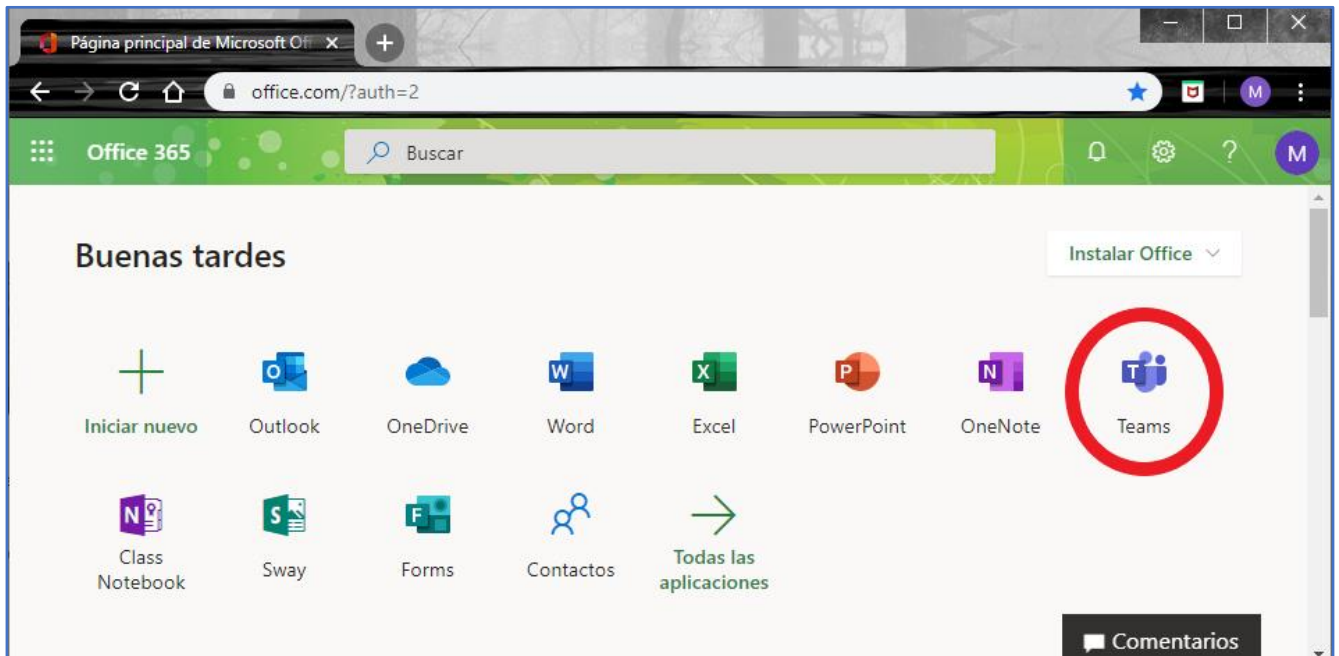 Página principal de Microsoft Off
office.com/?auth=2
M
Office 365
Buscar
?
M
Buenas tardes
Instalar Office
Iniciar nuevo
Outlook
OneDrive
Word
Excel
PowerPoint
OneNote
Teams
Class
Notebook
Sway
Forms
Contactos
Todas las
aplicaciones
Comentarios